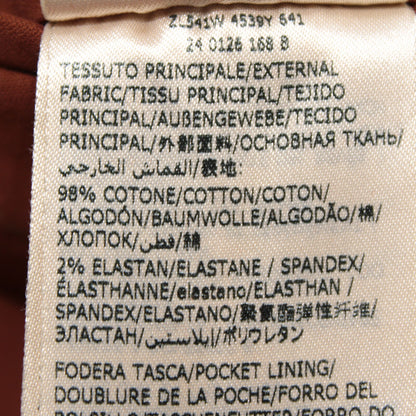 ZL541W 4539Y 641
24 0126 168 B
TESSUTO PRINCIPALE/EXTERNAL
FABRIC/TISSU PRINCIPAL/TEJIDO
PRINCIPAL/AUßENGEWEBE/TECIDO
PRINCIPAL/外部面料/ОСНОВНАЯ ТКАНЬ/
القماش الخارجي/表地:
98% COTONE/COTTON/COTON/
ALGODÓN/BAUMWOLLE/ALGODÃO/棉/
ХЛОПОК/قطن/綿
2% ELASTAN/ELASTANE / SPANDEX/
ÉLASTHANNE/elastano/ELASTHAN /
SPANDEX/ELASTANO/聚氨酯弹性纤维/
ЭЛАСТАН/إيلاستين/ポリウレタン
FODERA TASCA/POCKET LINING/
DOUBLURE DE LA POCHE/FORRO DEL